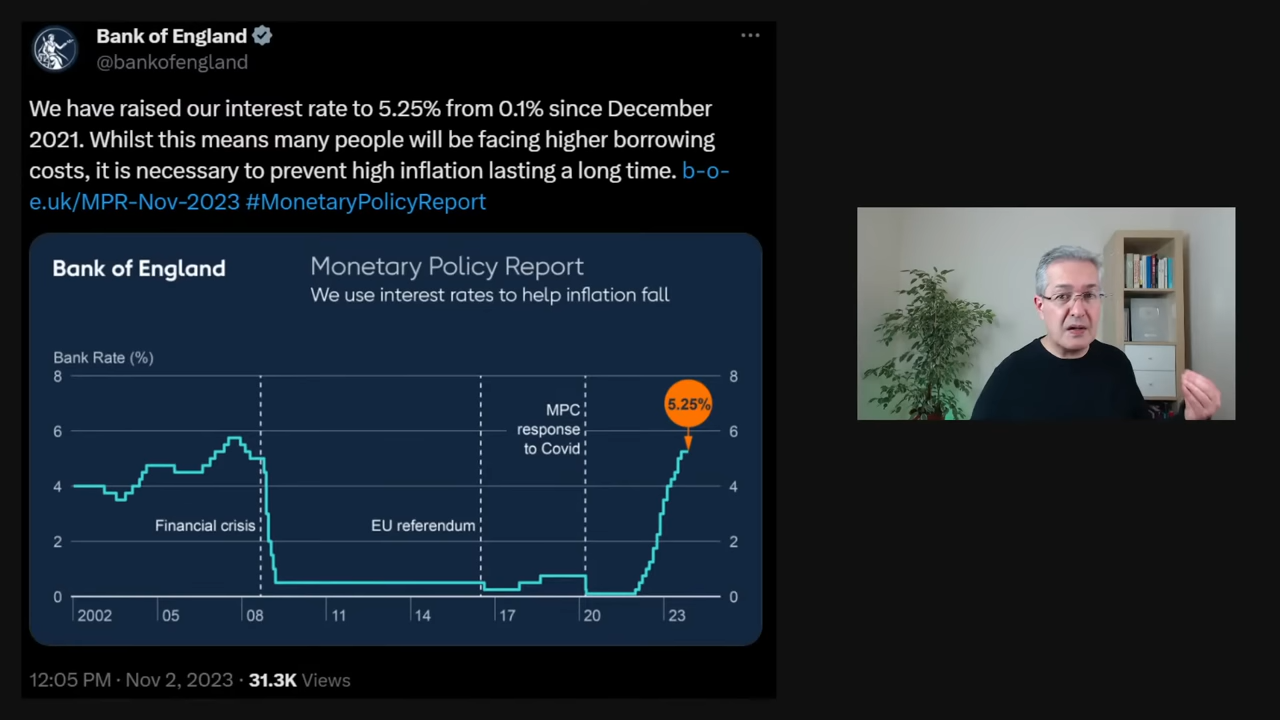 Bank of England
@bankofengland
We have raised our interest rate to 5.25% from 0.1% since December
2021. Whilst this means many people will be facing higher borrowing
costs, it is necessary to prevent high inflation lasting a long time. b-o-
e.uk/MPR-Nov-2023 #MonetaryPolicyReport
Bank of England
Monetary Policy Report
We use interest rates to help inflation fall
Bank Rate (%)
8 8
5.25%
MPC
response
to Covid
6 6
4 4
Financial crisis
EU referendum
2 2
0 0
2002 05 08 11 14 17 20 23
12:05 PM · Nov 2, 2023 · 31.3K Views